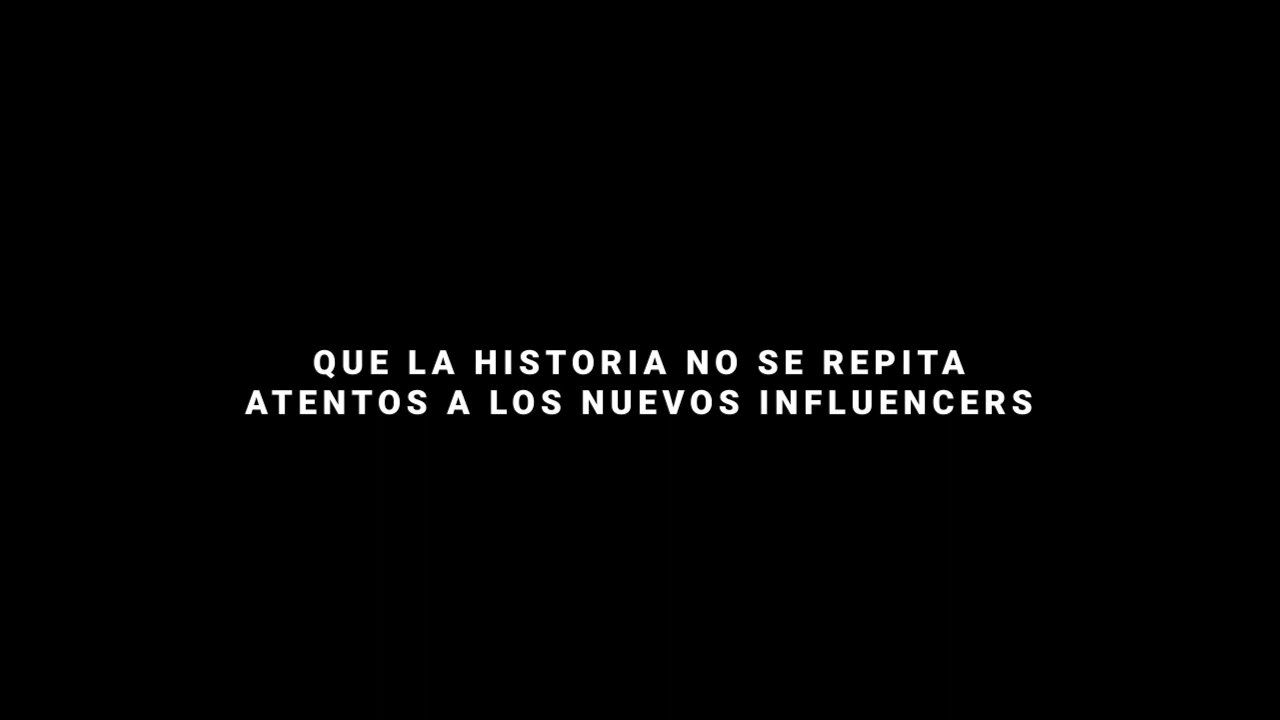 QUE LA HISTORIA NO SE REPITA
ATENTOS A LOS NUEVOS INFLUENCERS